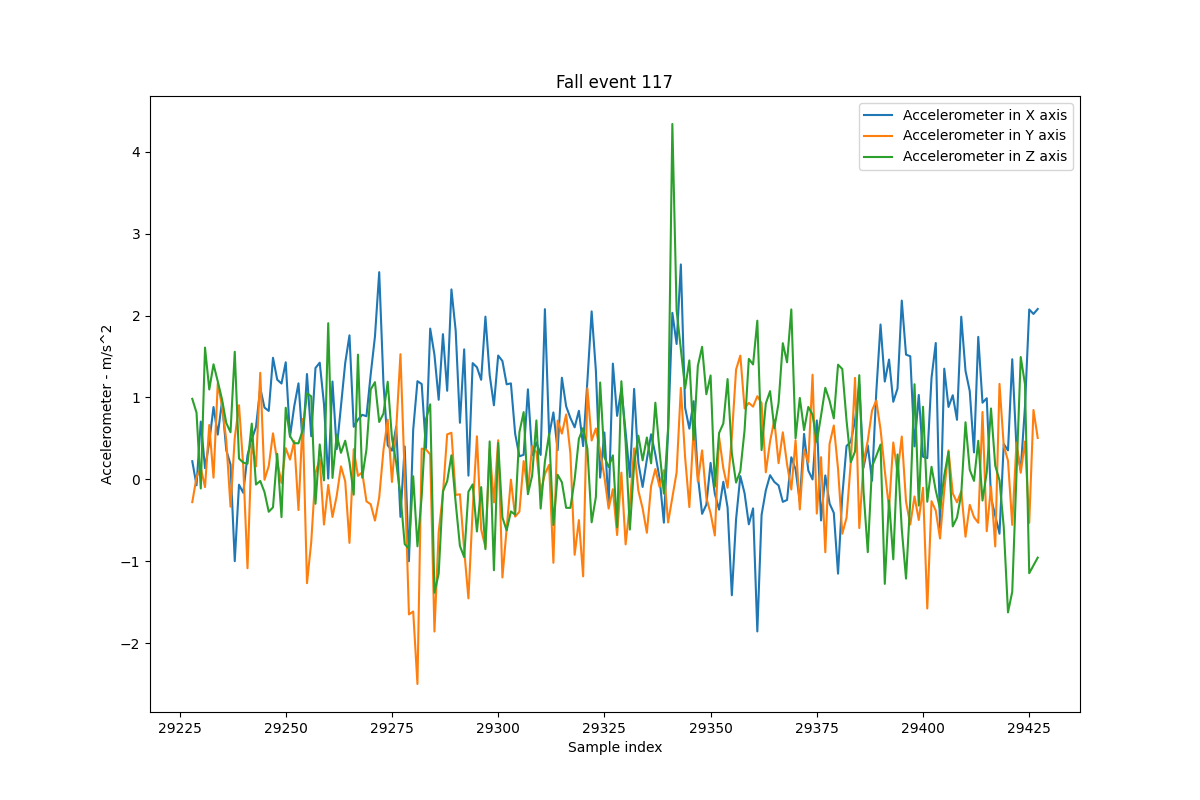 Fall event 117
Accelerometer in X axis
Accelerometer in Y axis
Accelerometer in Z axis
Accelerometer - m/s^2
4
3
2
1
0
−1
−2
29225 29250 29275 29300 29325 29350 29375 29400 29425
Sample index